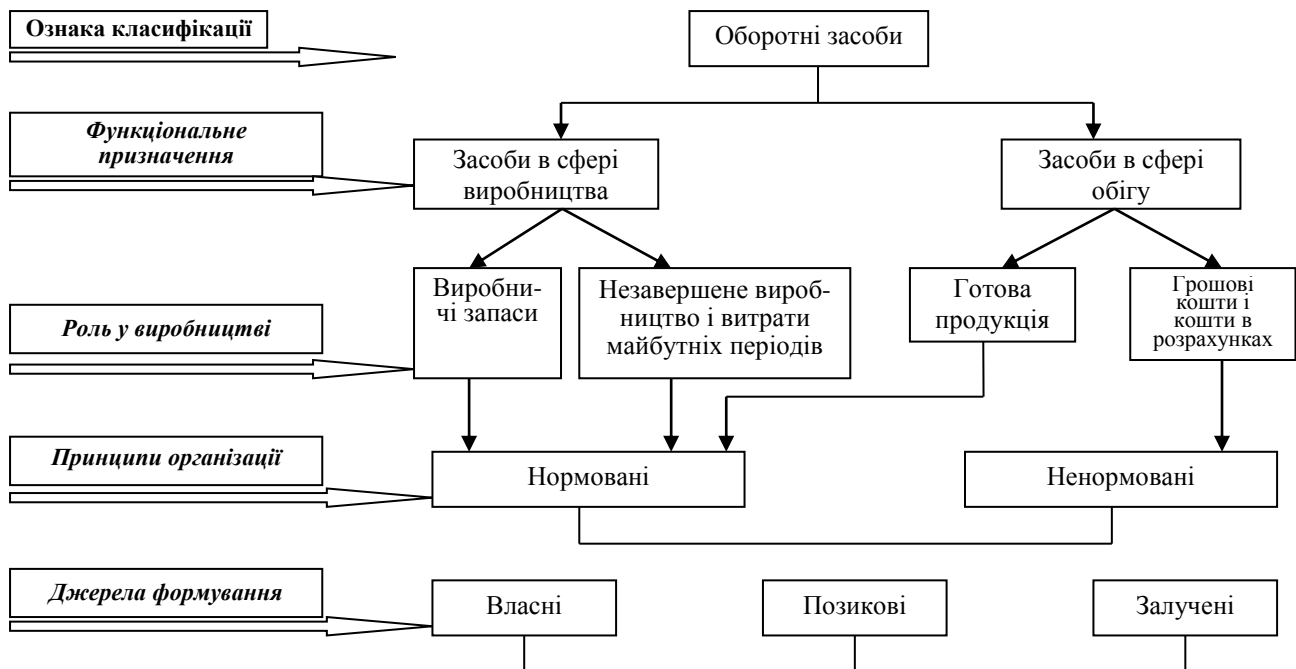 Ознака класифікації
Оборотні засоби
Функціональне
призначення
Засоби в сфері
виробництва
Засоби в сфері
обігу
Роль у виробництві
Виробни-
чі запаси
Незавершене вироб-
ництво і витрати
майбутніх періодів
Готова
продукція
Грошові
кошти і
кошти в
розрахунках
Принципи організації
Нормовані
Ненормовані
Джерела формування
Власні
Позикові
Залучені